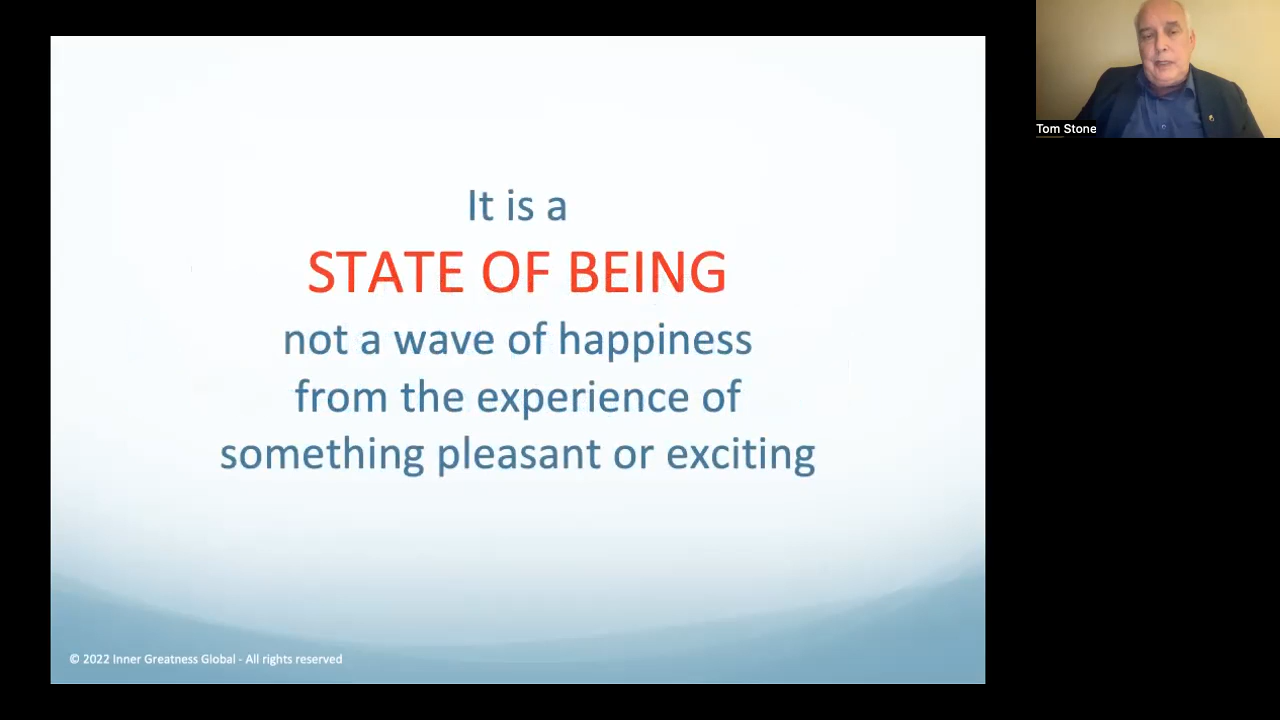 It is a
STATE OF BEING
not a wave of happiness
from the experience of
something pleasant or exciting
© 2022 Inner Greatness Global - All rights reserved
Tom Stone